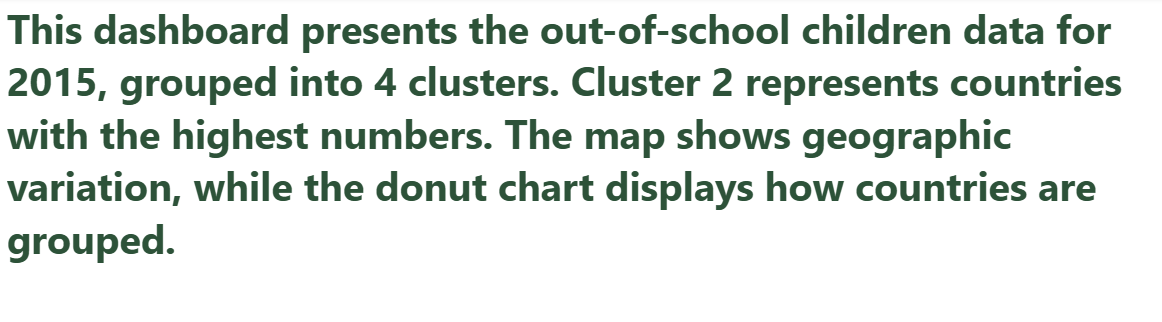 This dashboard presents the out-of-school children data for
2015, grouped into 4 clusters. Cluster 2 represents countries
with the highest numbers. The map shows geographic
variation, while the donut chart displays how countries are
grouped.